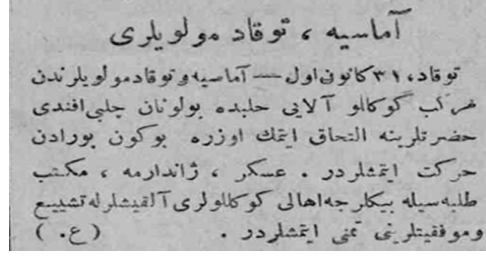 آماسیه ، توقاد مولویلری
توقاد، ٣١ كانون اول — آماسیه و توقاد مولویلرندن
مركب كوكللو آلایی حلبده بولونان چلبی افندی
حضرتلرینه التحاق ایتمك اوزره بوكون بورادن
حركت ایتمشلردر . عسكر ، ژاندارمه ، مكتب
طلبه سیله بیكلرجه اهالی كوكللولری آلقیشلرله تشییع
و موفقیتلرینی تمنی ایتمشلردر . (ع.)